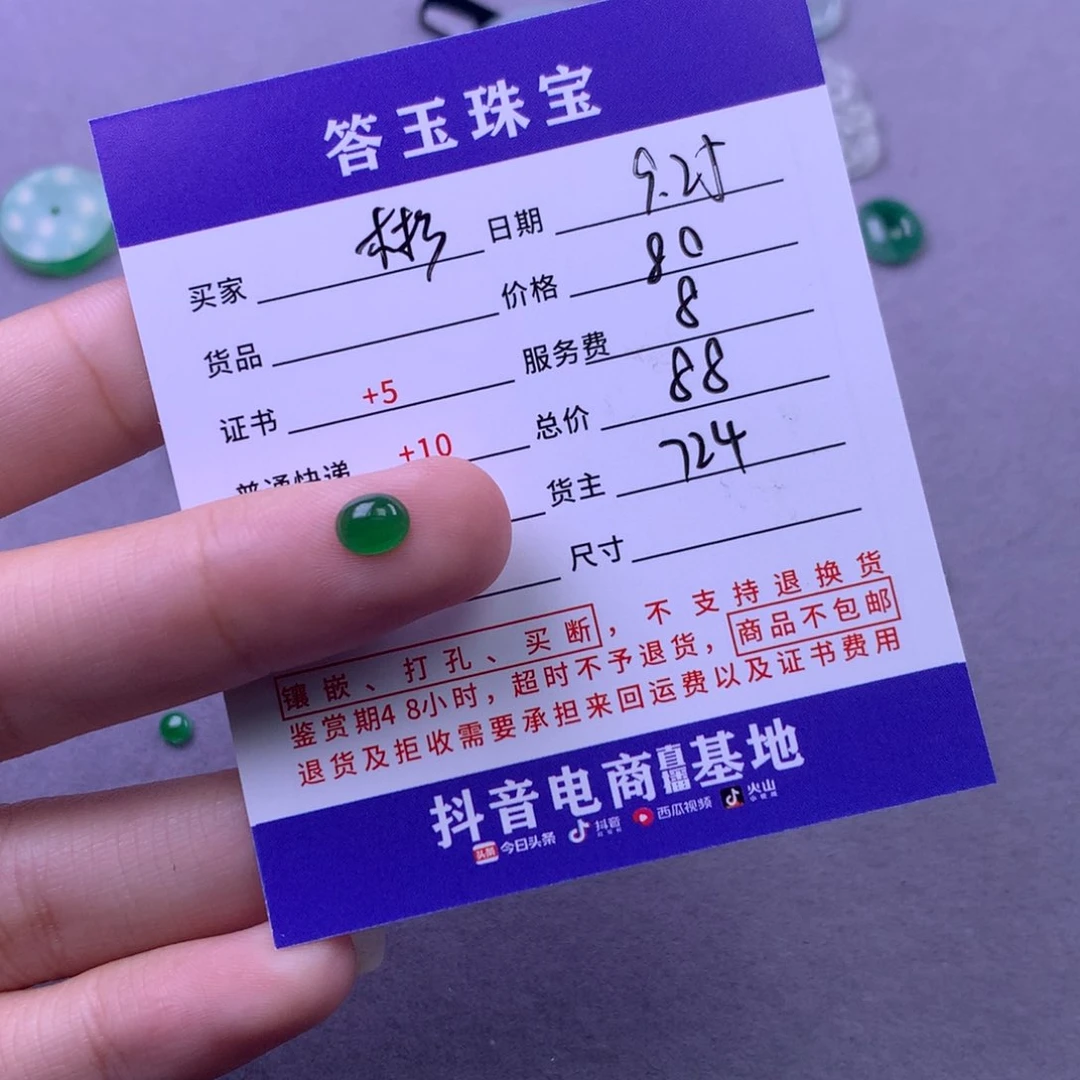 答玉珠宝
买家 彬 日期 9.25
货品 价格 80
证书 +5 服务费 8
普通快递 +10 总价 88
货主 724
尺寸
镶嵌、打孔、买断，不支持退换货
鉴赏期48小时，超时不予退货，商品不包邮
退货及拒收需要承担来回运费以及证书费用
抖音电商直播基地
头条 今日头条 抖音 西瓜视频 火山